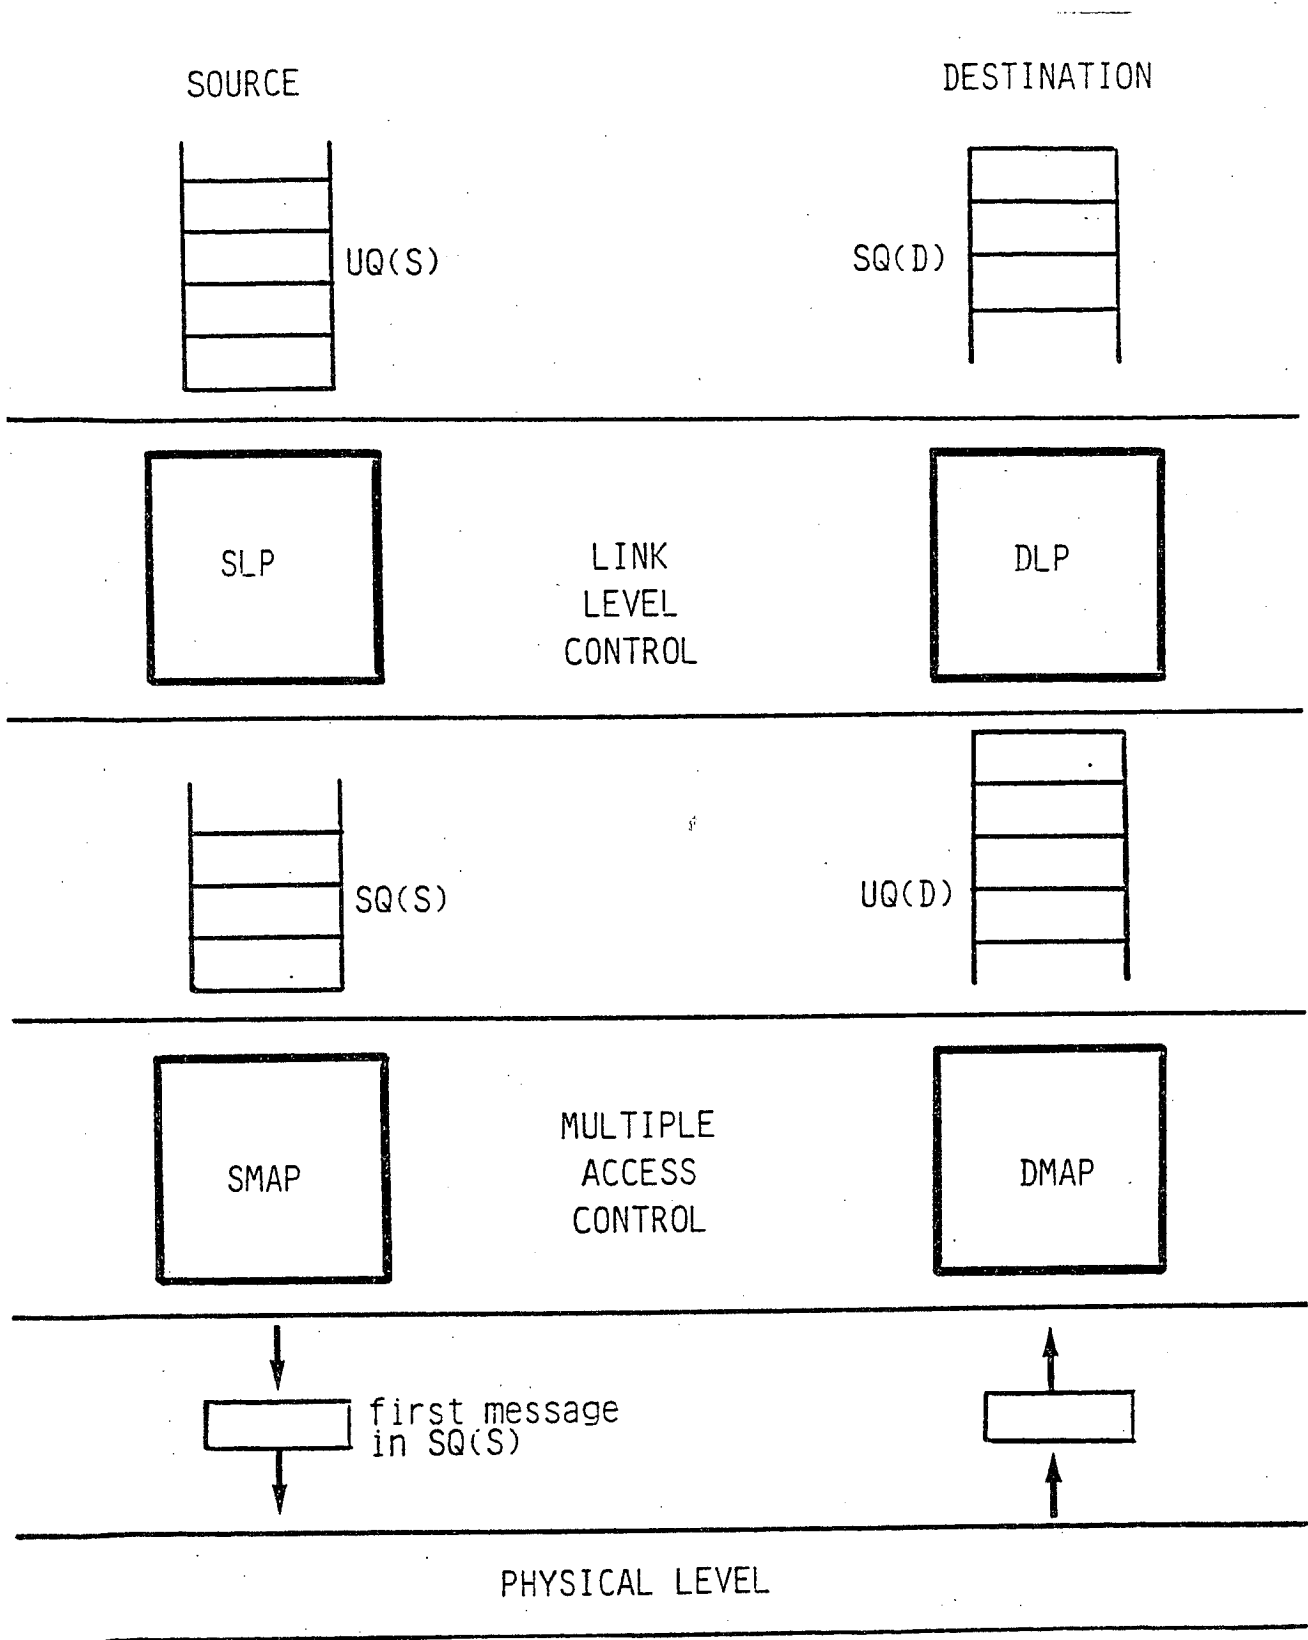 SOURCE
DESTINATION
UQ(S)
SQ(D)
SLP
LINK
LEVEL
CONTROL
DLP
SQ(S)
UQ(D)
SMAP
MULTIPLE
ACCESS
CONTROL
DMAP
first message
in SQ(S)
PHYSICAL LEVEL